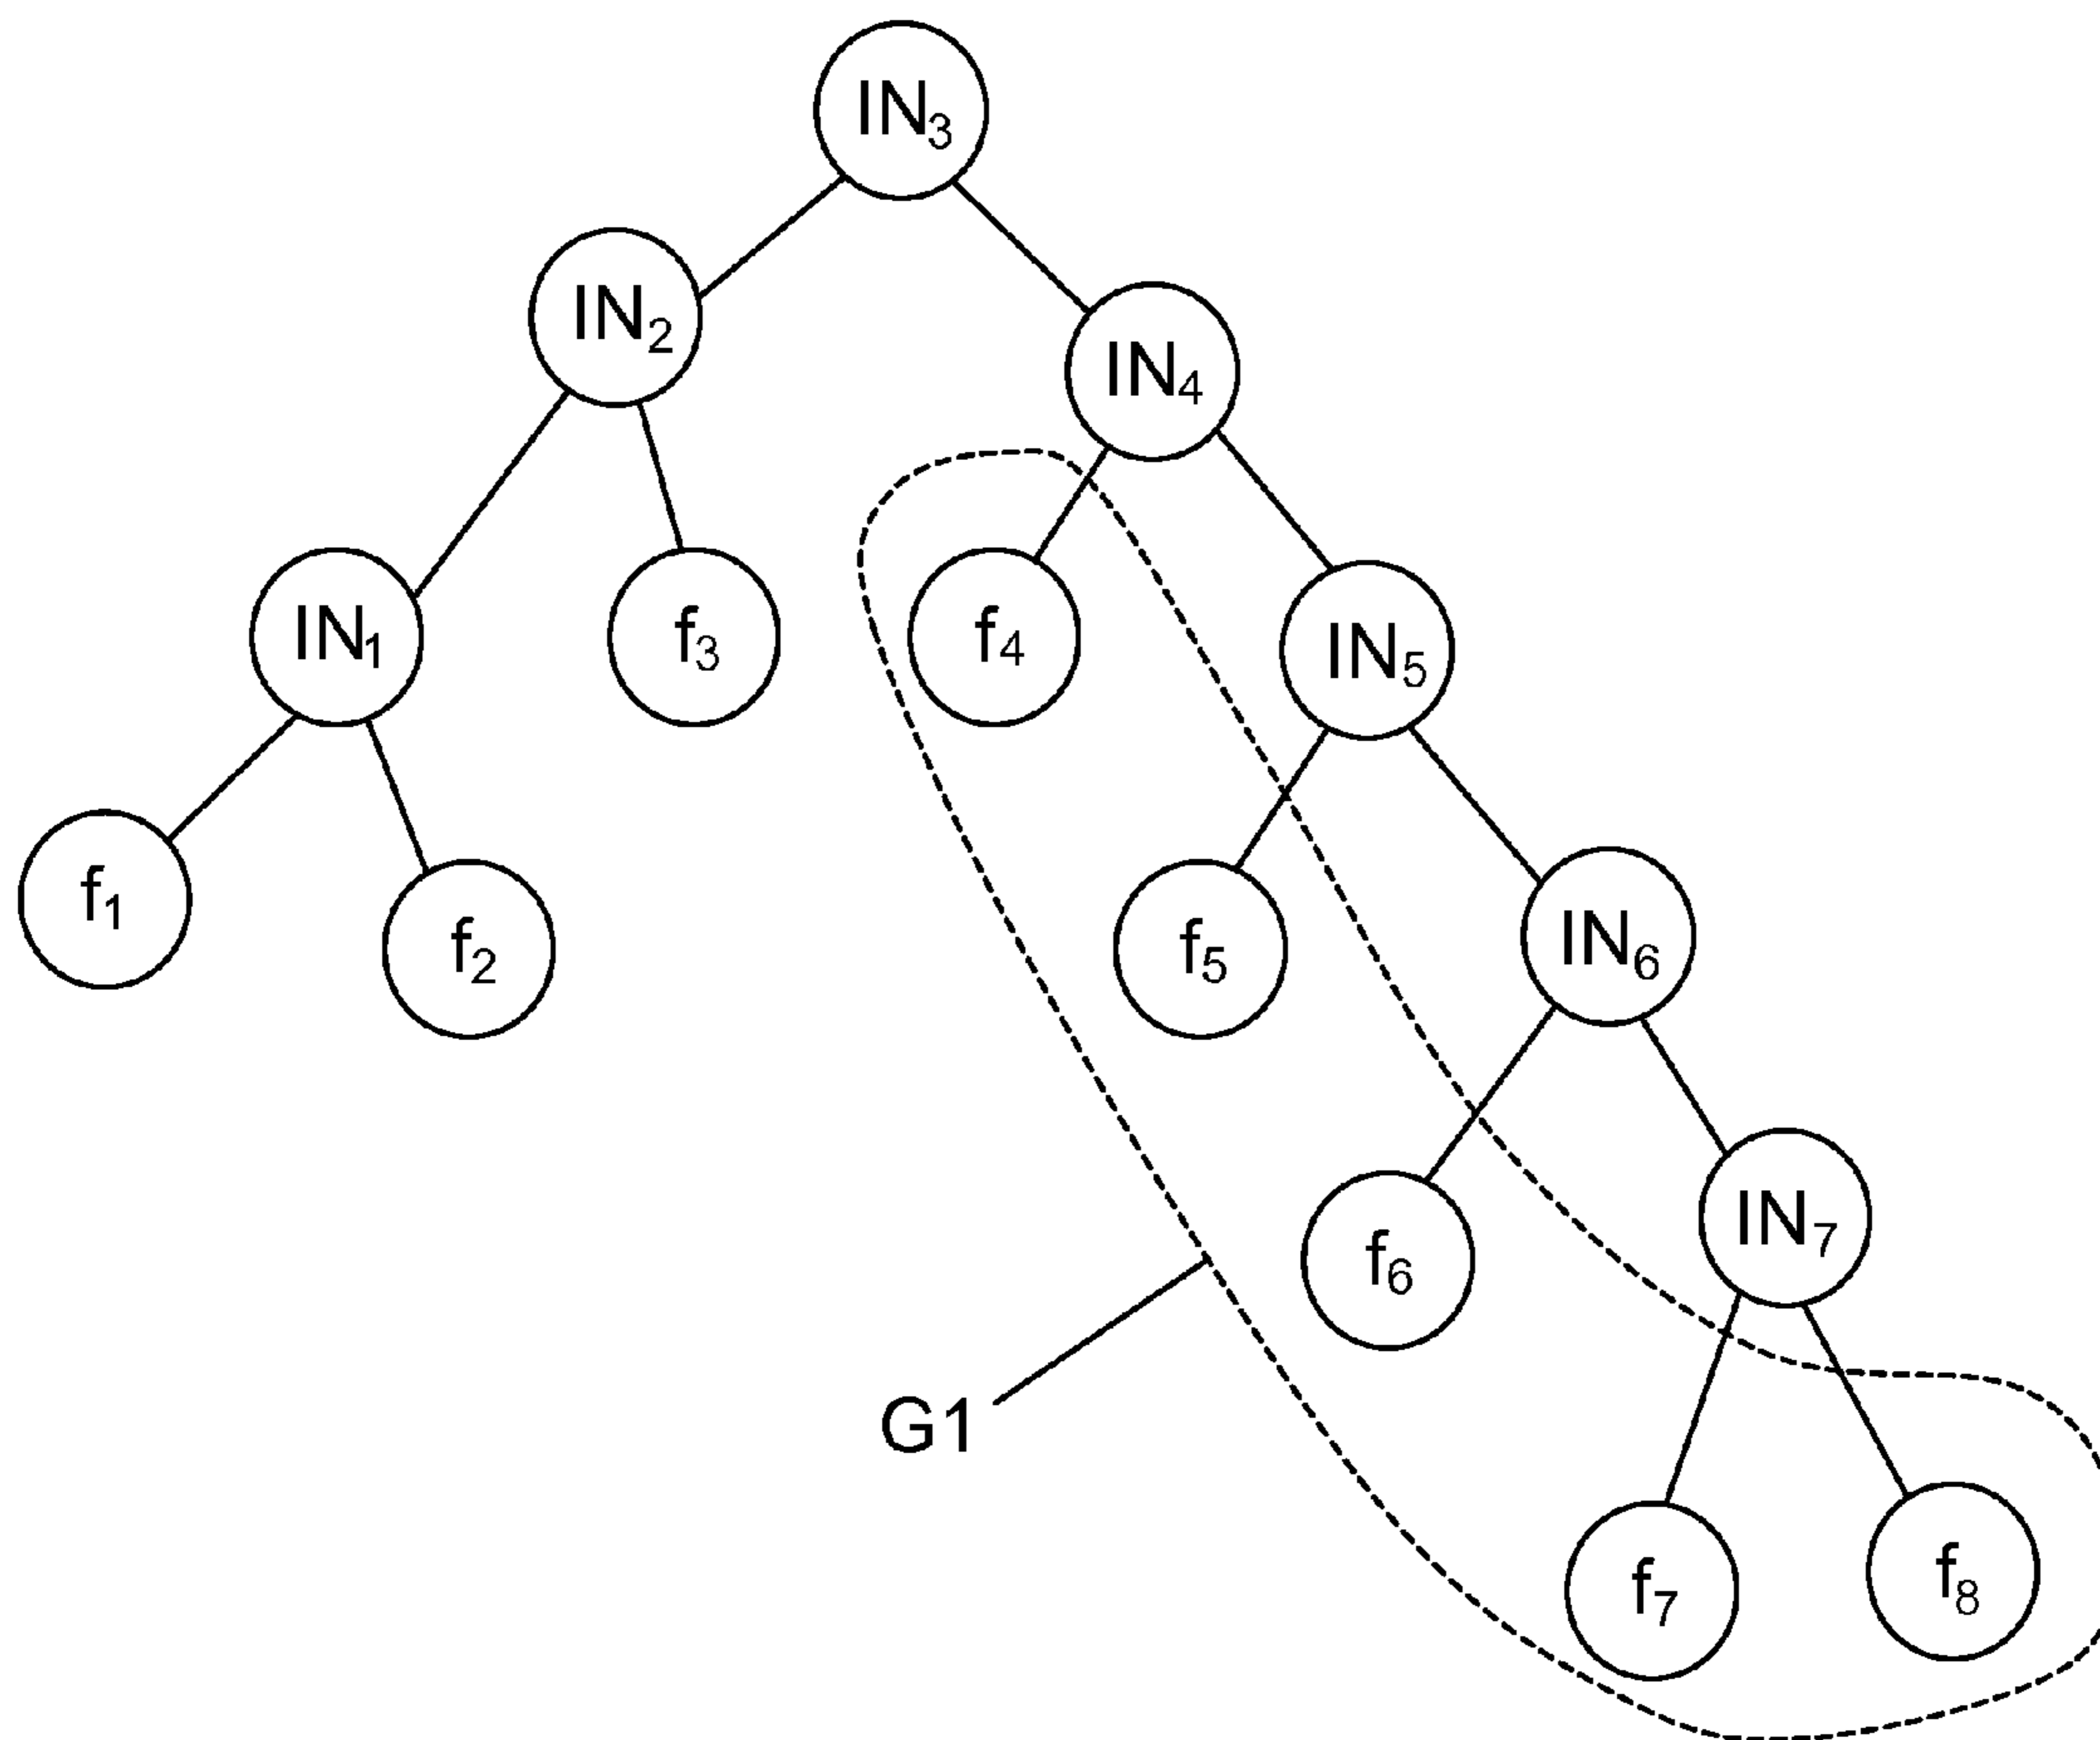 IN₃
IN₂
IN₄
IN₁
f₃
f₄
IN₅
f₁
f₂
f₅
IN₆
f₆
IN₇
G1
f₇
f₈